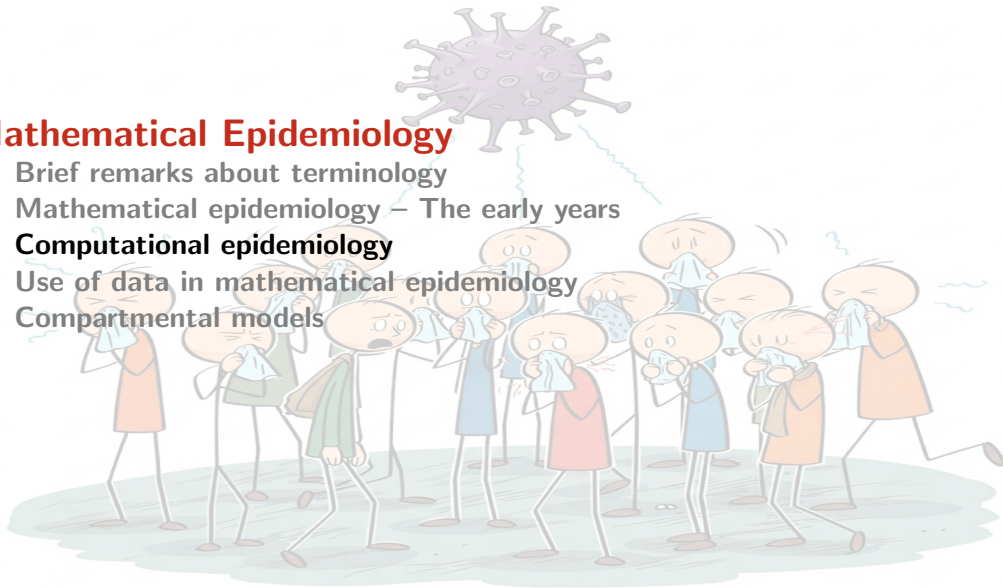 athematical Epidemiology
Brief remarks about terminology
Mathematical epidemiology – The early years
Computational epidemiology
Use of data in mathematical epidemiology
Compartmental models